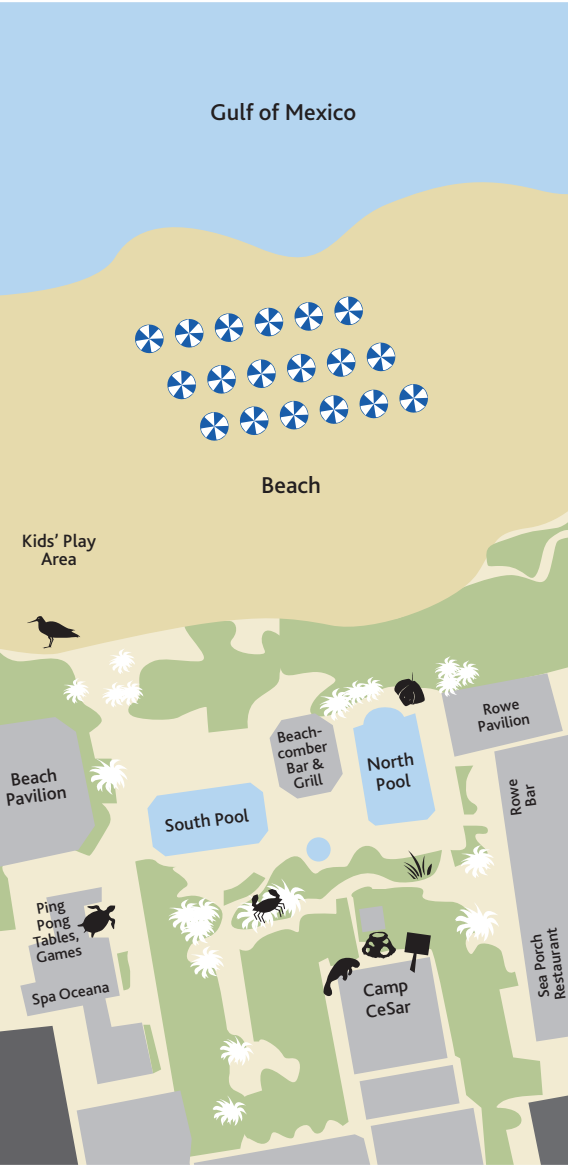 Gulf of Mexico
Beach
Kids’ Play
Area
Rowe
Pavilion
Beach-
comber
Bar &
Grill
North
Pool
Beach
Pavilion
Rowe
Bar
South Pool
Ping
Pong
Tables,
Games
Spa Oceana
Sea Porch
Restaurant
Camp
CeSar